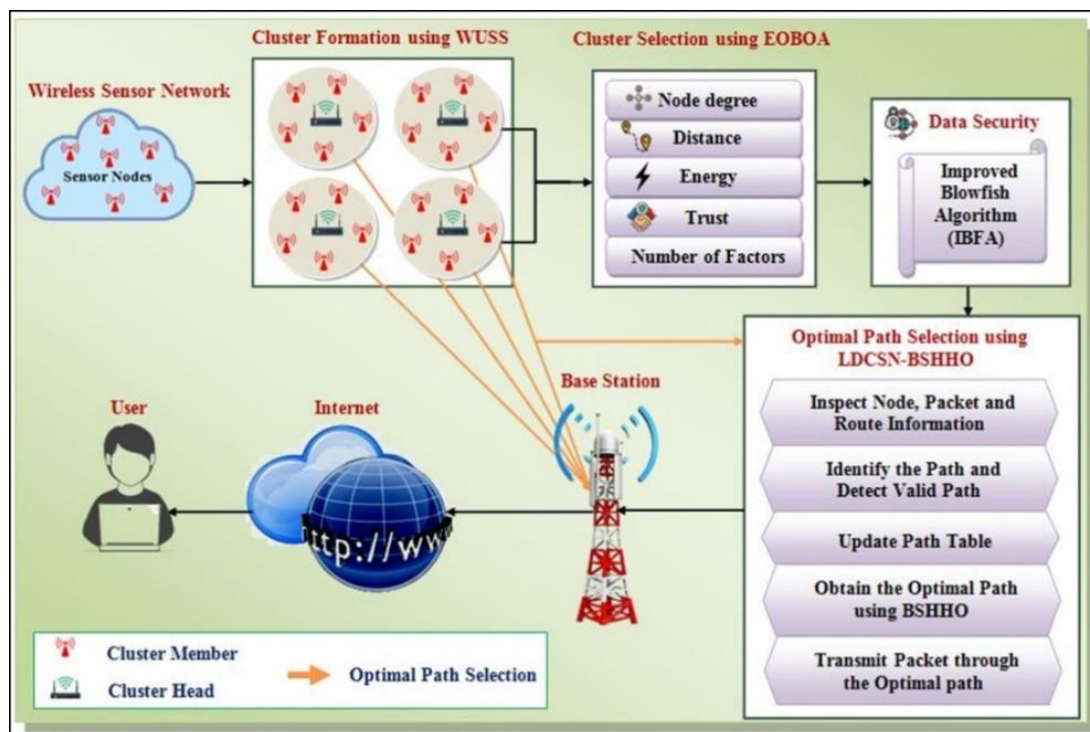 Cluster Formation using WUSS
Cluster Selection using EOBOA
Wireless Sensor Network
Sensor Nodes
Node degree
Distance
Energy
Trust
Number of Factors
Data Security
Improved
Blowfish
Algorithm
(IBFA)
Optimal Path Selection using
LDCSN-BSHHO
Inspect Node, Packet and
Route Information
Identify the Path and
Detect Valid Path
Update Path Table
Obtain the Optimal Path
using BSHHO
Transmit Packet through
the Optimal path
Base Station
Internet
http://www
User
Cluster Member
Cluster Head
Optimal Path Selection